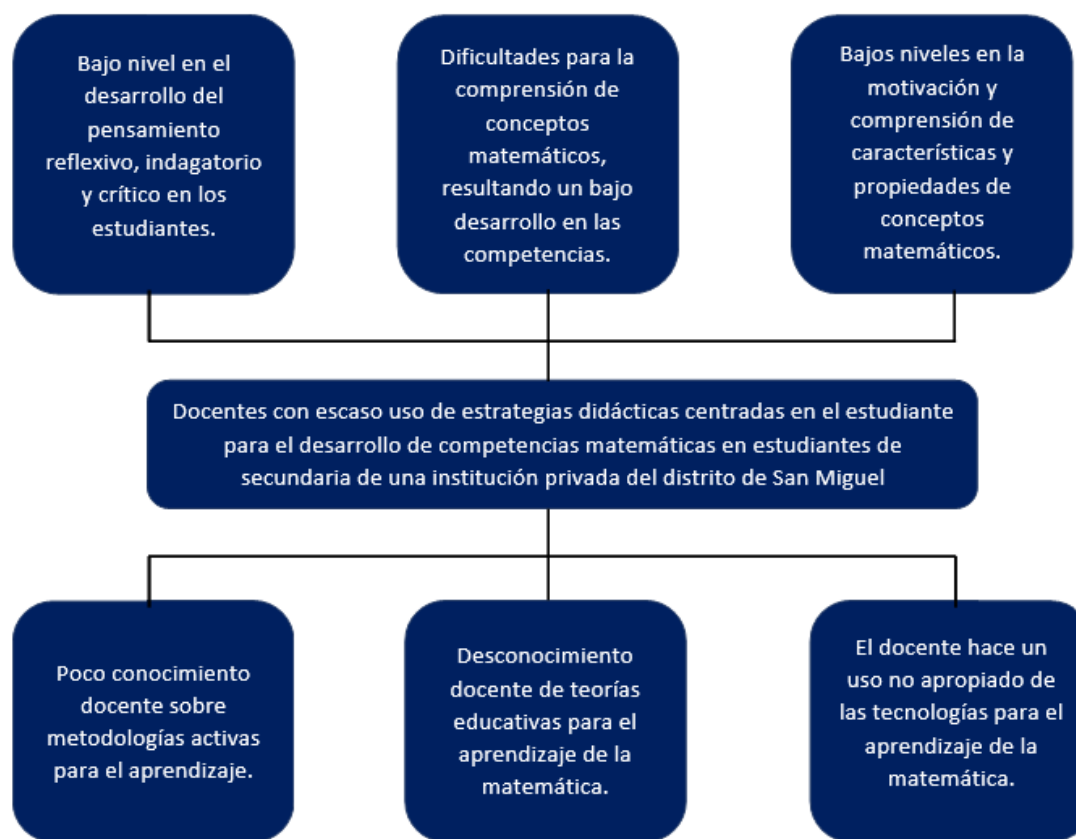 Bajo nivel en el
desarrollo del
pensamiento
reflexivo, indagatorio
y crítico en los
estudiantes.
Dificultades para la
comprensión de
conceptos
matemáticos,
resultando un bajo
desarrollo en las
competencias.
Bajos niveles en la
motivación y
comprensión de
características y
propiedades de
conceptos
matemáticos.
Docentes con escaso uso de estrategias didácticas centradas en el estudiante
para el desarrollo de competencias matemáticas en estudiantes de
secundaria de una institución privada del distrito de San Miguel
Poco conocimiento
docente sobre
metodologías activas
para el aprendizaje.
Desconocimiento
docente de teorías
educativas para el
aprendizaje de la
matemática.
El docente hace un
uso no apropiado de
las tecnologías para el
aprendizaje de la
matemática.